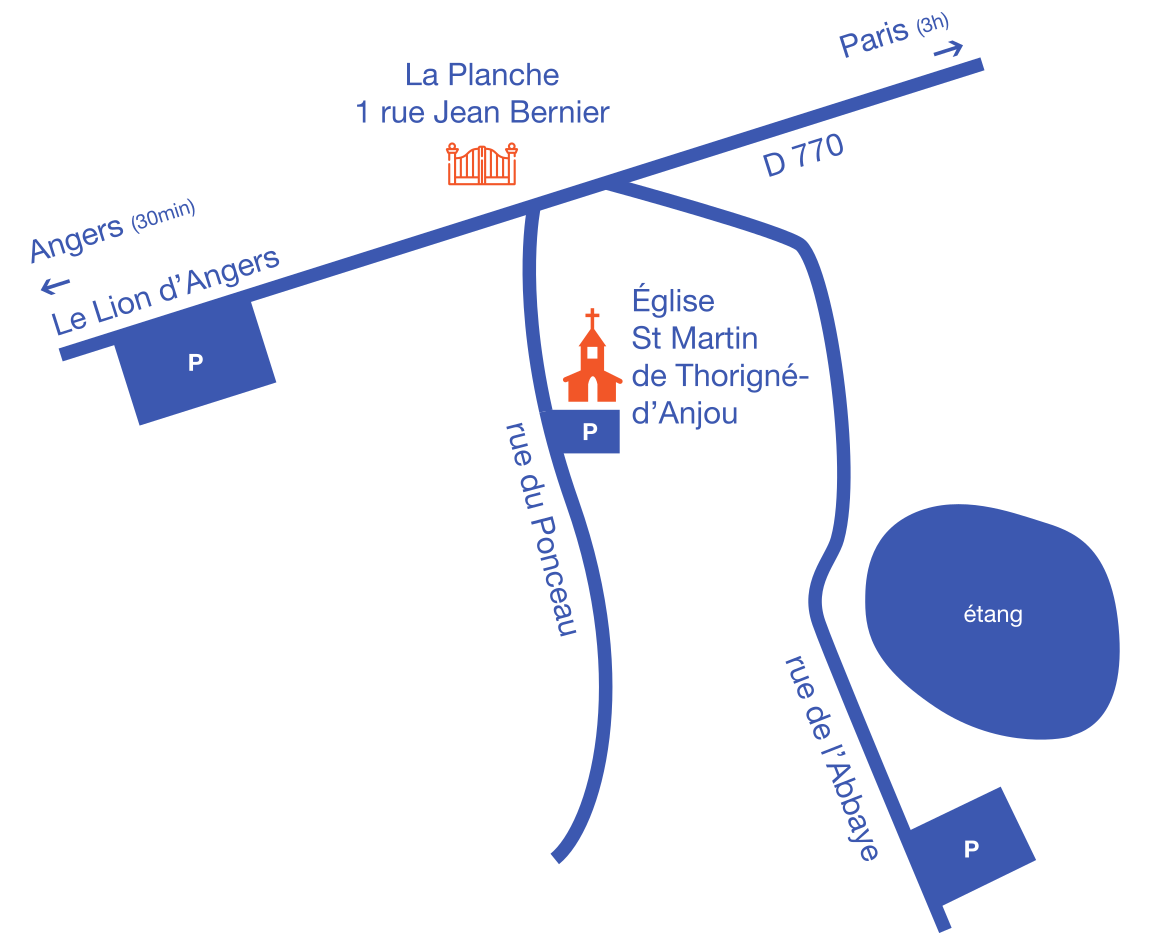 Paris (3h)
→
La Planche
1 rue Jean Bernier
D 770
Angers (30min)
←
Le Lion d’Angers
P
Église
St Martin
de Thorigné-
d’Anjou
P
rue du Ponceau
étang
rue de l’Abbaye
P